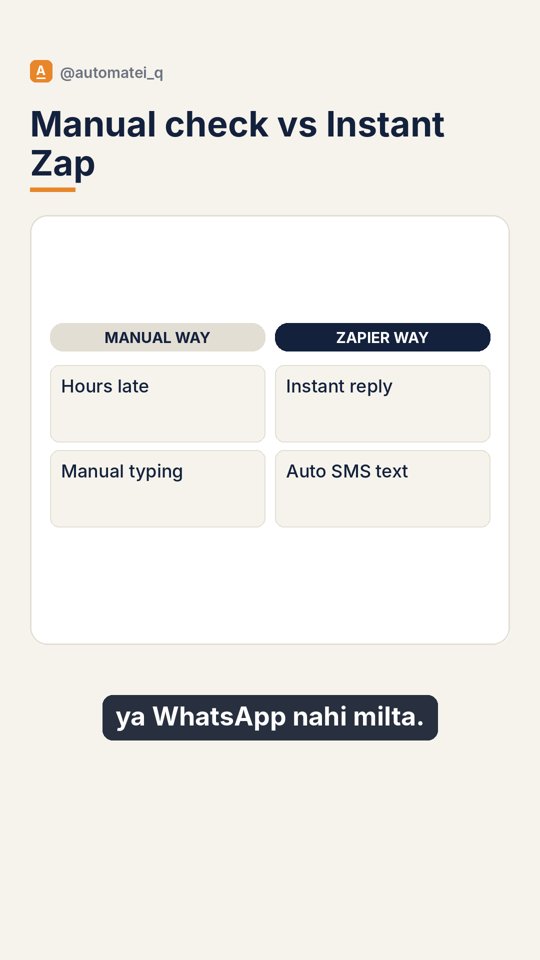 A
@automatei_q
Manual check vs Instant
Zap
MANUAL WAY
ZAPIER WAY
Hours late
Instant reply
Manual typing
Auto SMS text
ya WhatsApp nahi milta.